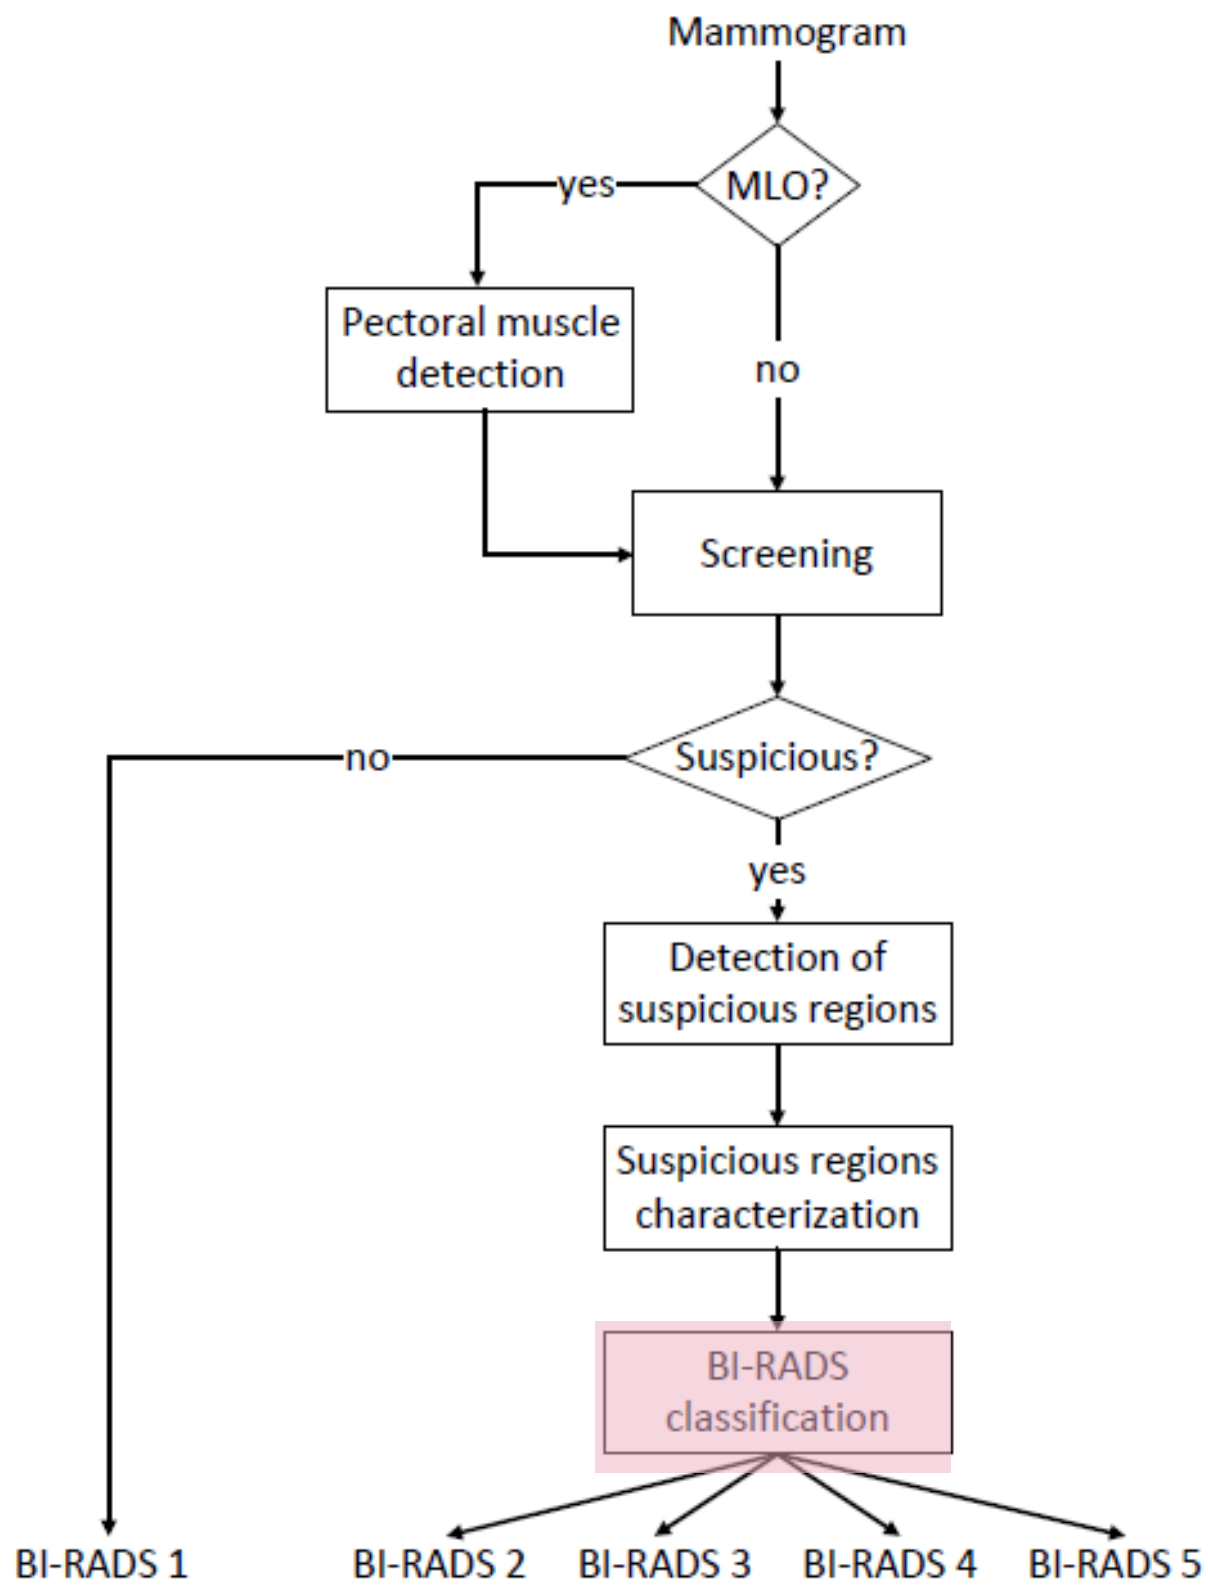 Mammogram
MLO?
yes
Pectoral muscle
detection
no
Screening
Suspicious?
no
yes
Detection of
suspicious regions
Suspicious regions
characterization
BI-RADS
classification
BI-RADS 1
BI-RADS 2
BI-RADS 3
BI-RADS 4
BI-RADS 5